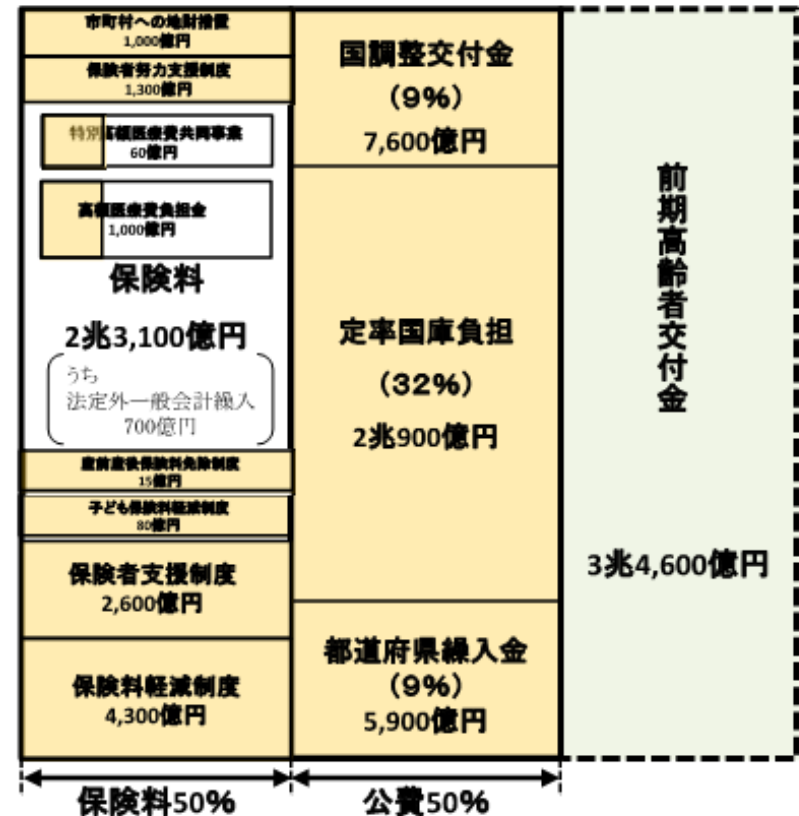 市町村への地財措置
1,000億円
保険者努力支援制度
1,300億円
特別高額医療費共同事業
60億円
高額医療費負担金
1,000億円
保険料
2兆3,100億円
うち
法定外一般会計繰入
700億円
産前産後保険料免除制度
15億円
子ども保険料軽減制度
80億円
保険者支援制度
2,600億円
保険料軽減制度
4,300億円
国調整交付金
(9%)
7,600億円
定率国庫負担
(32%)
2兆900億円
都道府県繰入金
(9%)
5,900億円
前期高齢者交付金
3兆4,600億円
保険料50%
公費50%